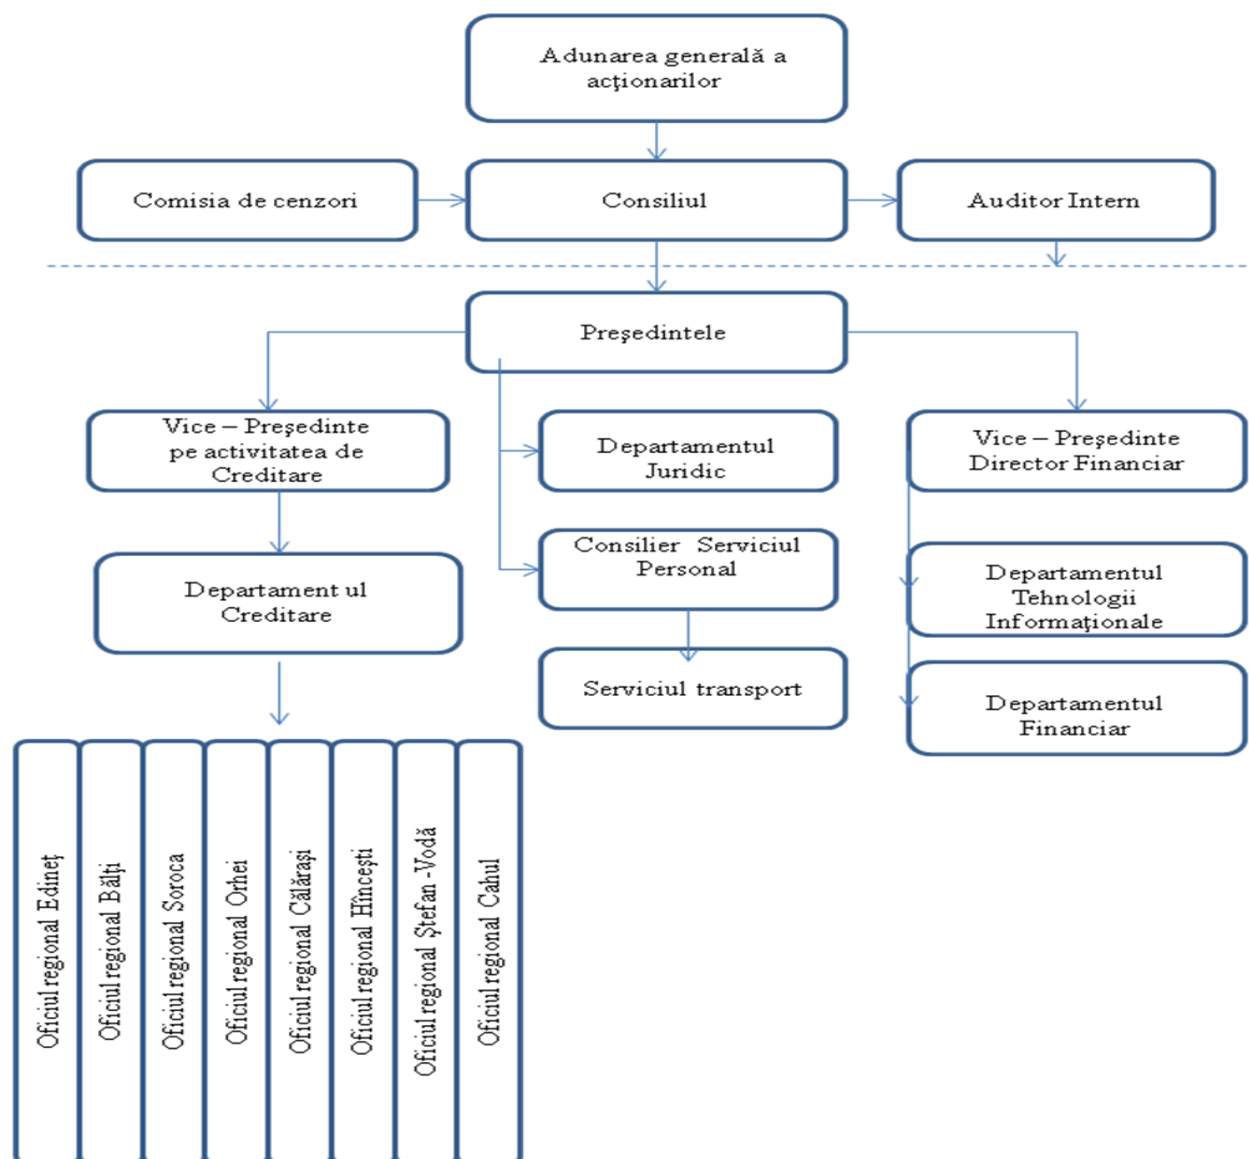 Adunarea generală a
acţionarilor
Comisia de cenzori
Consiliul
Auditor Intern
Preşedintele
Vice – Preşedinte
pe activitatea de
Creditare
Departamentul
Juridic
Vice – Preşedinte
Director Financiar
Departament ul
Creditare
Consilier Serviciul
Personal
Departamentul
Tehnologii
Informaţionale
Serviciul transport
Departamentul
Financiar
Oficiul regional Edineţ
Oficiul regional Bălţi
Oficiul regional Soroca
Oficiul regional Orhei
Oficiul regional Călăraşi
Oficiul regional Hînceşti
Oficiul regional Ştefan -Vodă
Oficiul regional Cahul